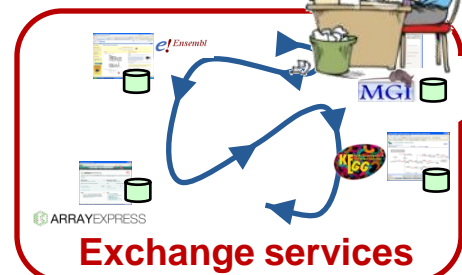 e! Ensembl
MGI
KEGG
ARRAYEXPRESS
Exchange services